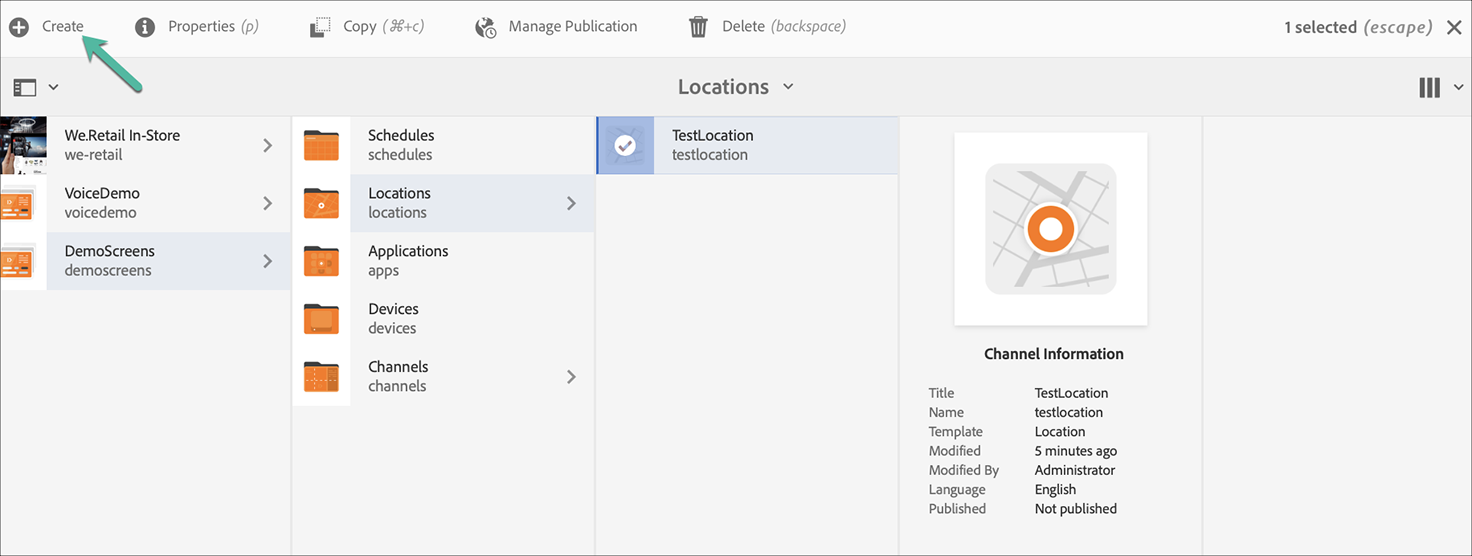 Create
Properties (p)
Copy (⌘+c)
Manage Publication
Delete (backspace)
1 selected (escape)
Locations
We.Retail In-Store
we-retail
VoiceDemo
voicedemo
DemoScreens
demoscreens
Schedules
schedules
Locations
locations
Applications
apps
Devices
devices
Channels
channels
TestLocation
testlocation
Channel Information
Title TestLocation
Name testlocation
Template Location
Modified 5 minutes ago
Modified By Administrator
Language English
Published Not published